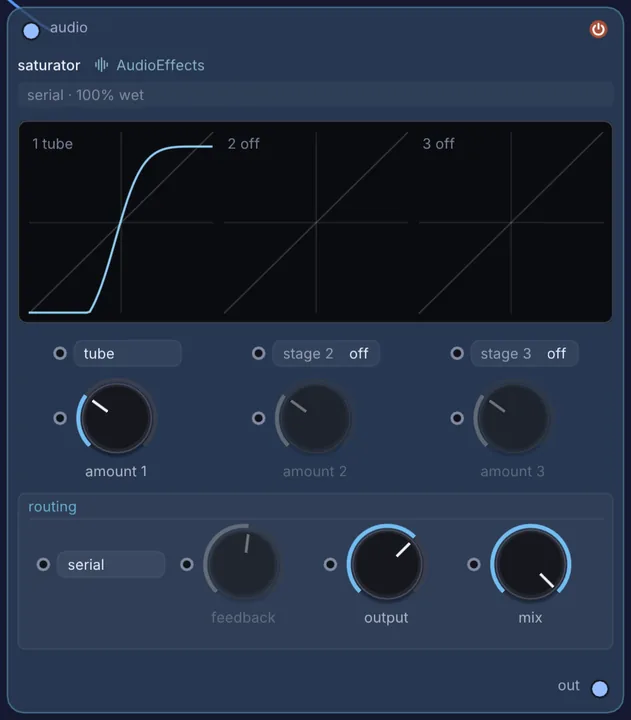 audio
saturator AudioEffects
serial · 100% wet
1 tube 2 off 3 off
tube stage 2 off stage 3 off
amount 1 amount 2 amount 3
routing
serial
feedback output mix
out